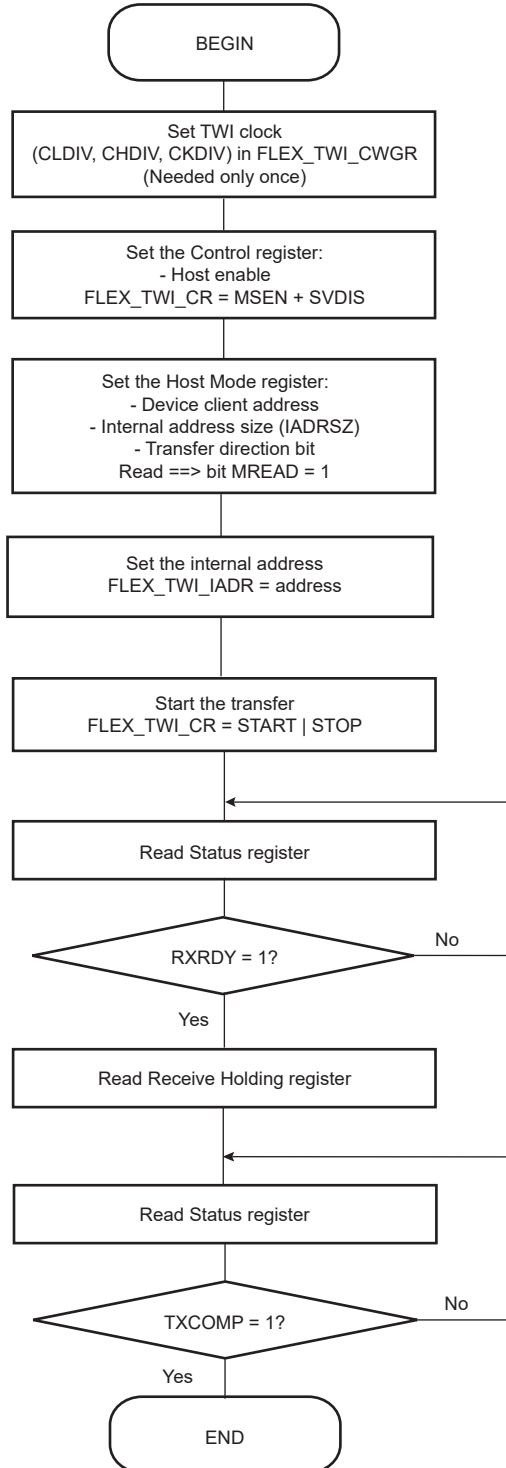 BEGIN
Set TWI clock
(CLDIV, CHDIV, CKDIV) in FLEX_TWI_CWGR
(Needed only once)
Set the Control register:
- Host enable
FLEX_TWI_CR = MSEN + SVDIS
Set the Host Mode register:
- Device client address
- Internal address size (IADRSZ)
- Transfer direction bit
Read ==> bit MREAD = 1
Set the internal address
FLEX_TWI_IADR = address
Start the transfer
FLEX_TWI_CR = START | STOP
Read Status register
RXRDY = 1?
No
Yes
Read Receive Holding register
Read Status register
TXCOMP = 1?
No
Yes
END